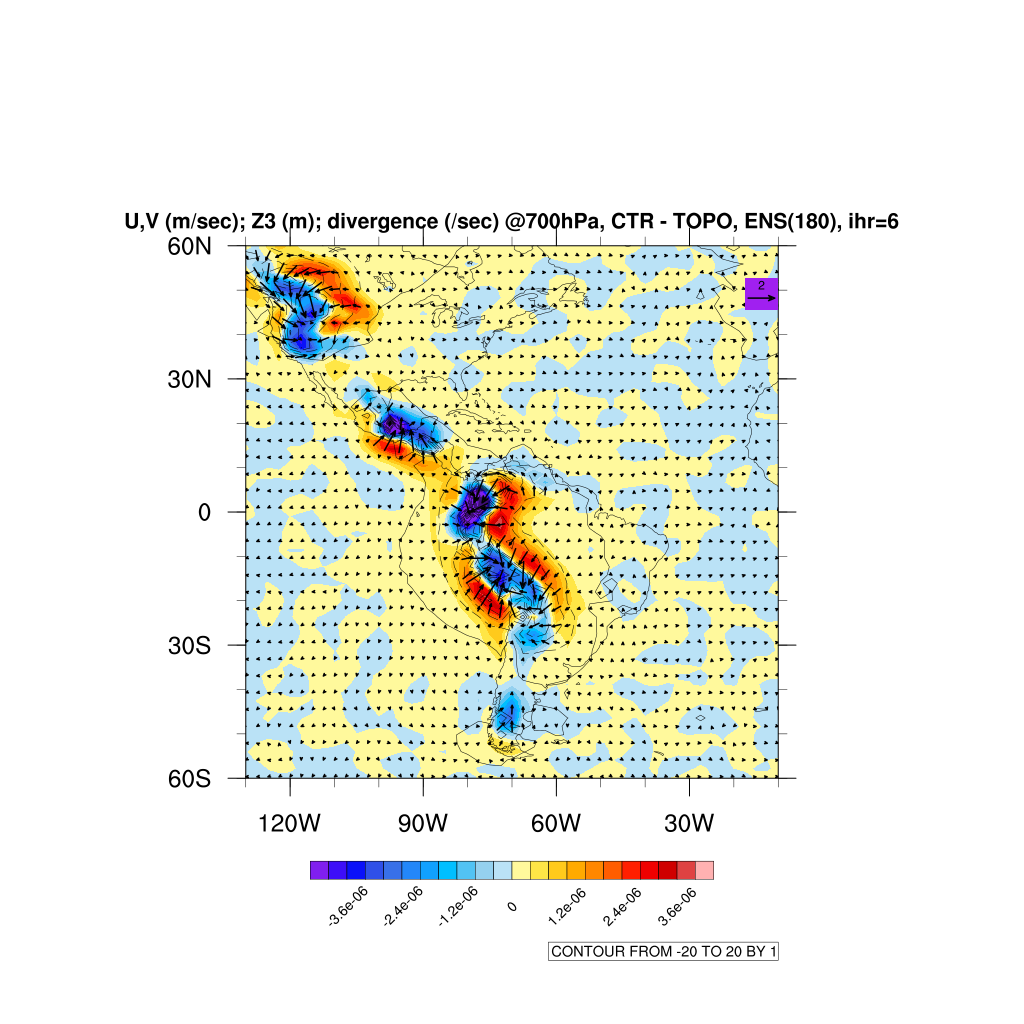 U,V (m/sec); Z3 (m); divergence (/sec) @700hPa, CTR - TOPO, ENS(180), ihr=6
60N
2
30N
0
30S
60S
120W 90W 60W 30W
-3.6e-06 -2.4e-06 -1.2e-06 0 1.2e-06 2.4e-06 3.6e-06
CONTOUR FROM -20 TO 20 BY 1